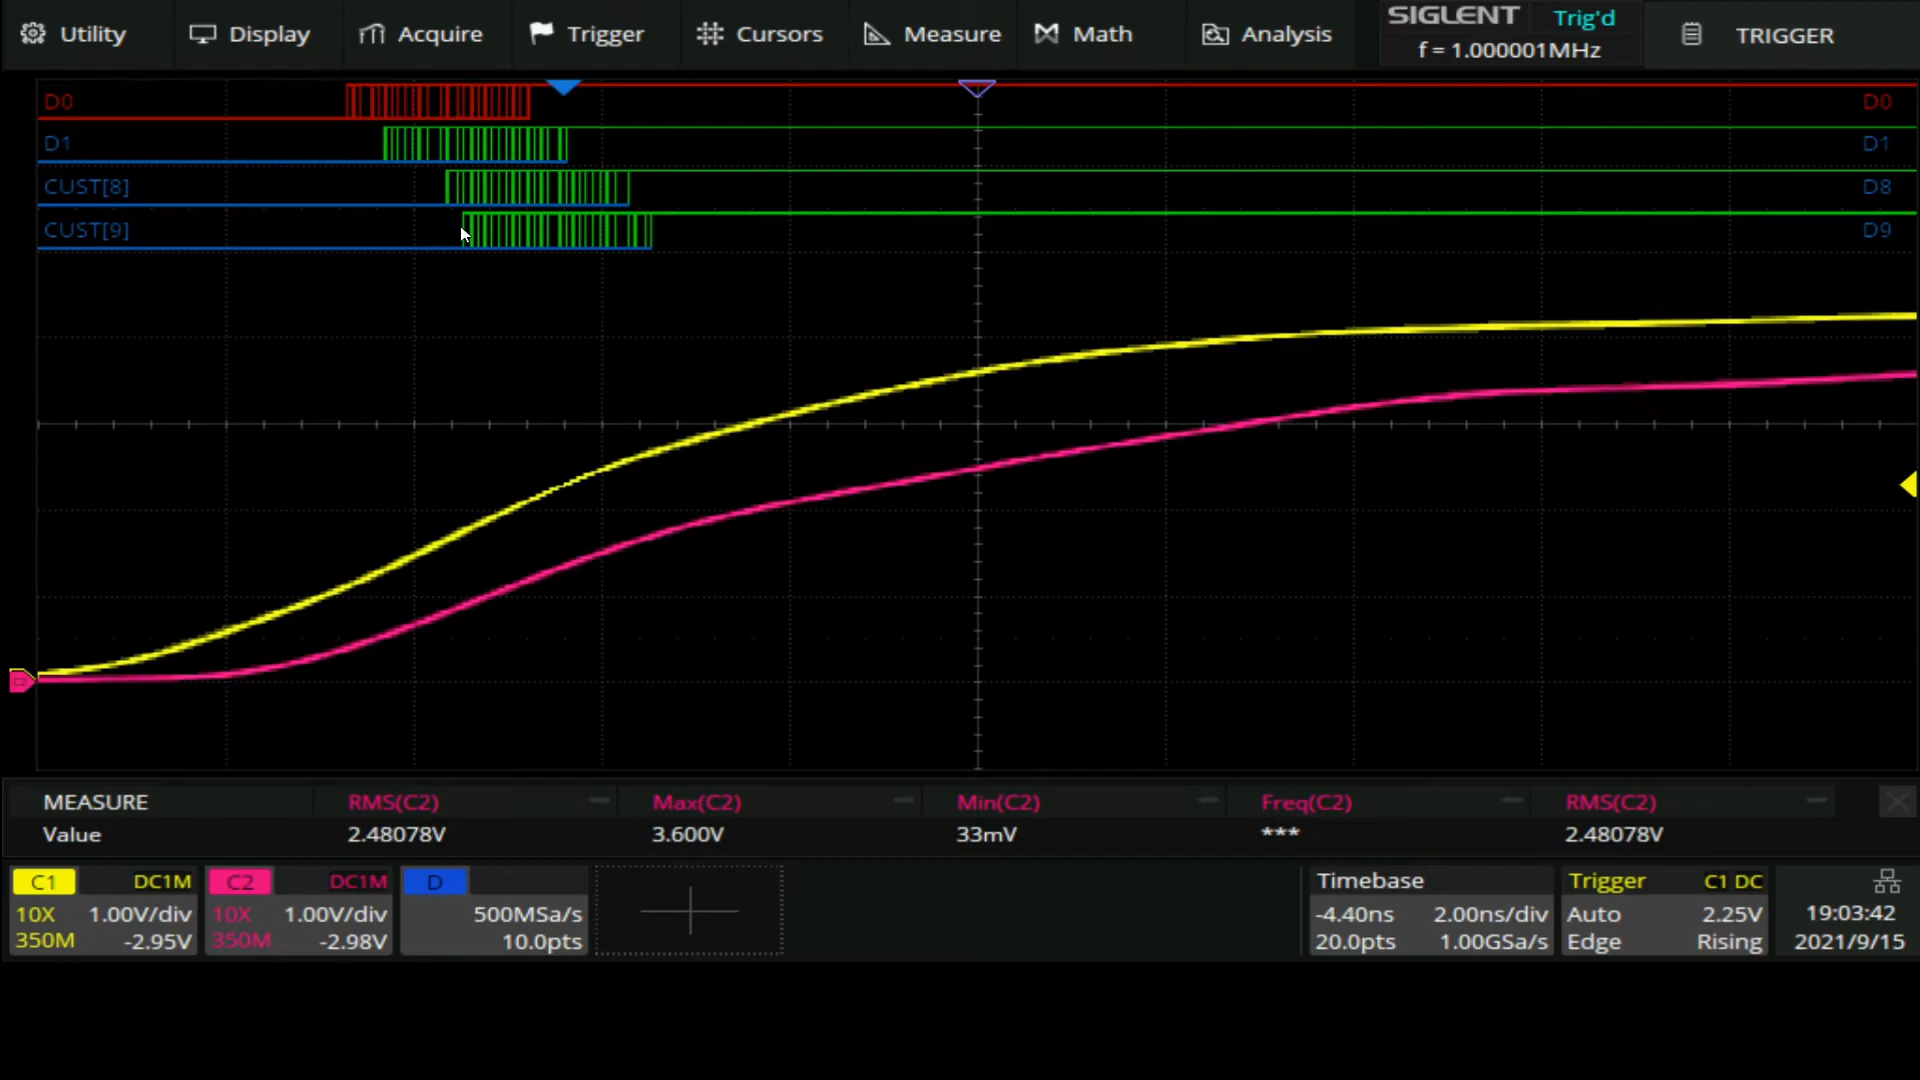 Utility Display Acquire Trigger Cursors Measure Math Analysis SIGLENT Trig'd TRIGGER
f = 1.000001MHz
D0 D0
D1 D1
CUST[8] D8
CUST[9] D9
MEASURE RMS(C2) Max(C2) Min(C2) Freq(C2) RMS(C2)
Value 2.48078V 3.600V 33mV *** 2.48078V
C1 DC1M C2 DC1M D Timebase Trigger C1 DC
10X 1.00V/div 10X 1.00V/div 500MSa/s -4.40ns 2.00ns/div Auto 2.25V 19:03:42
350M -2.95V 350M -2.98V 10.0pts 20.0pts 1.00GSa/s Edge Rising 2021/9/15